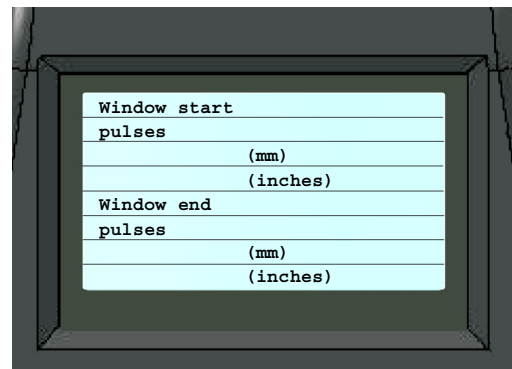 Window start
pulses
(mm)
(inches)
Window end
pulses
(mm)
(inches)